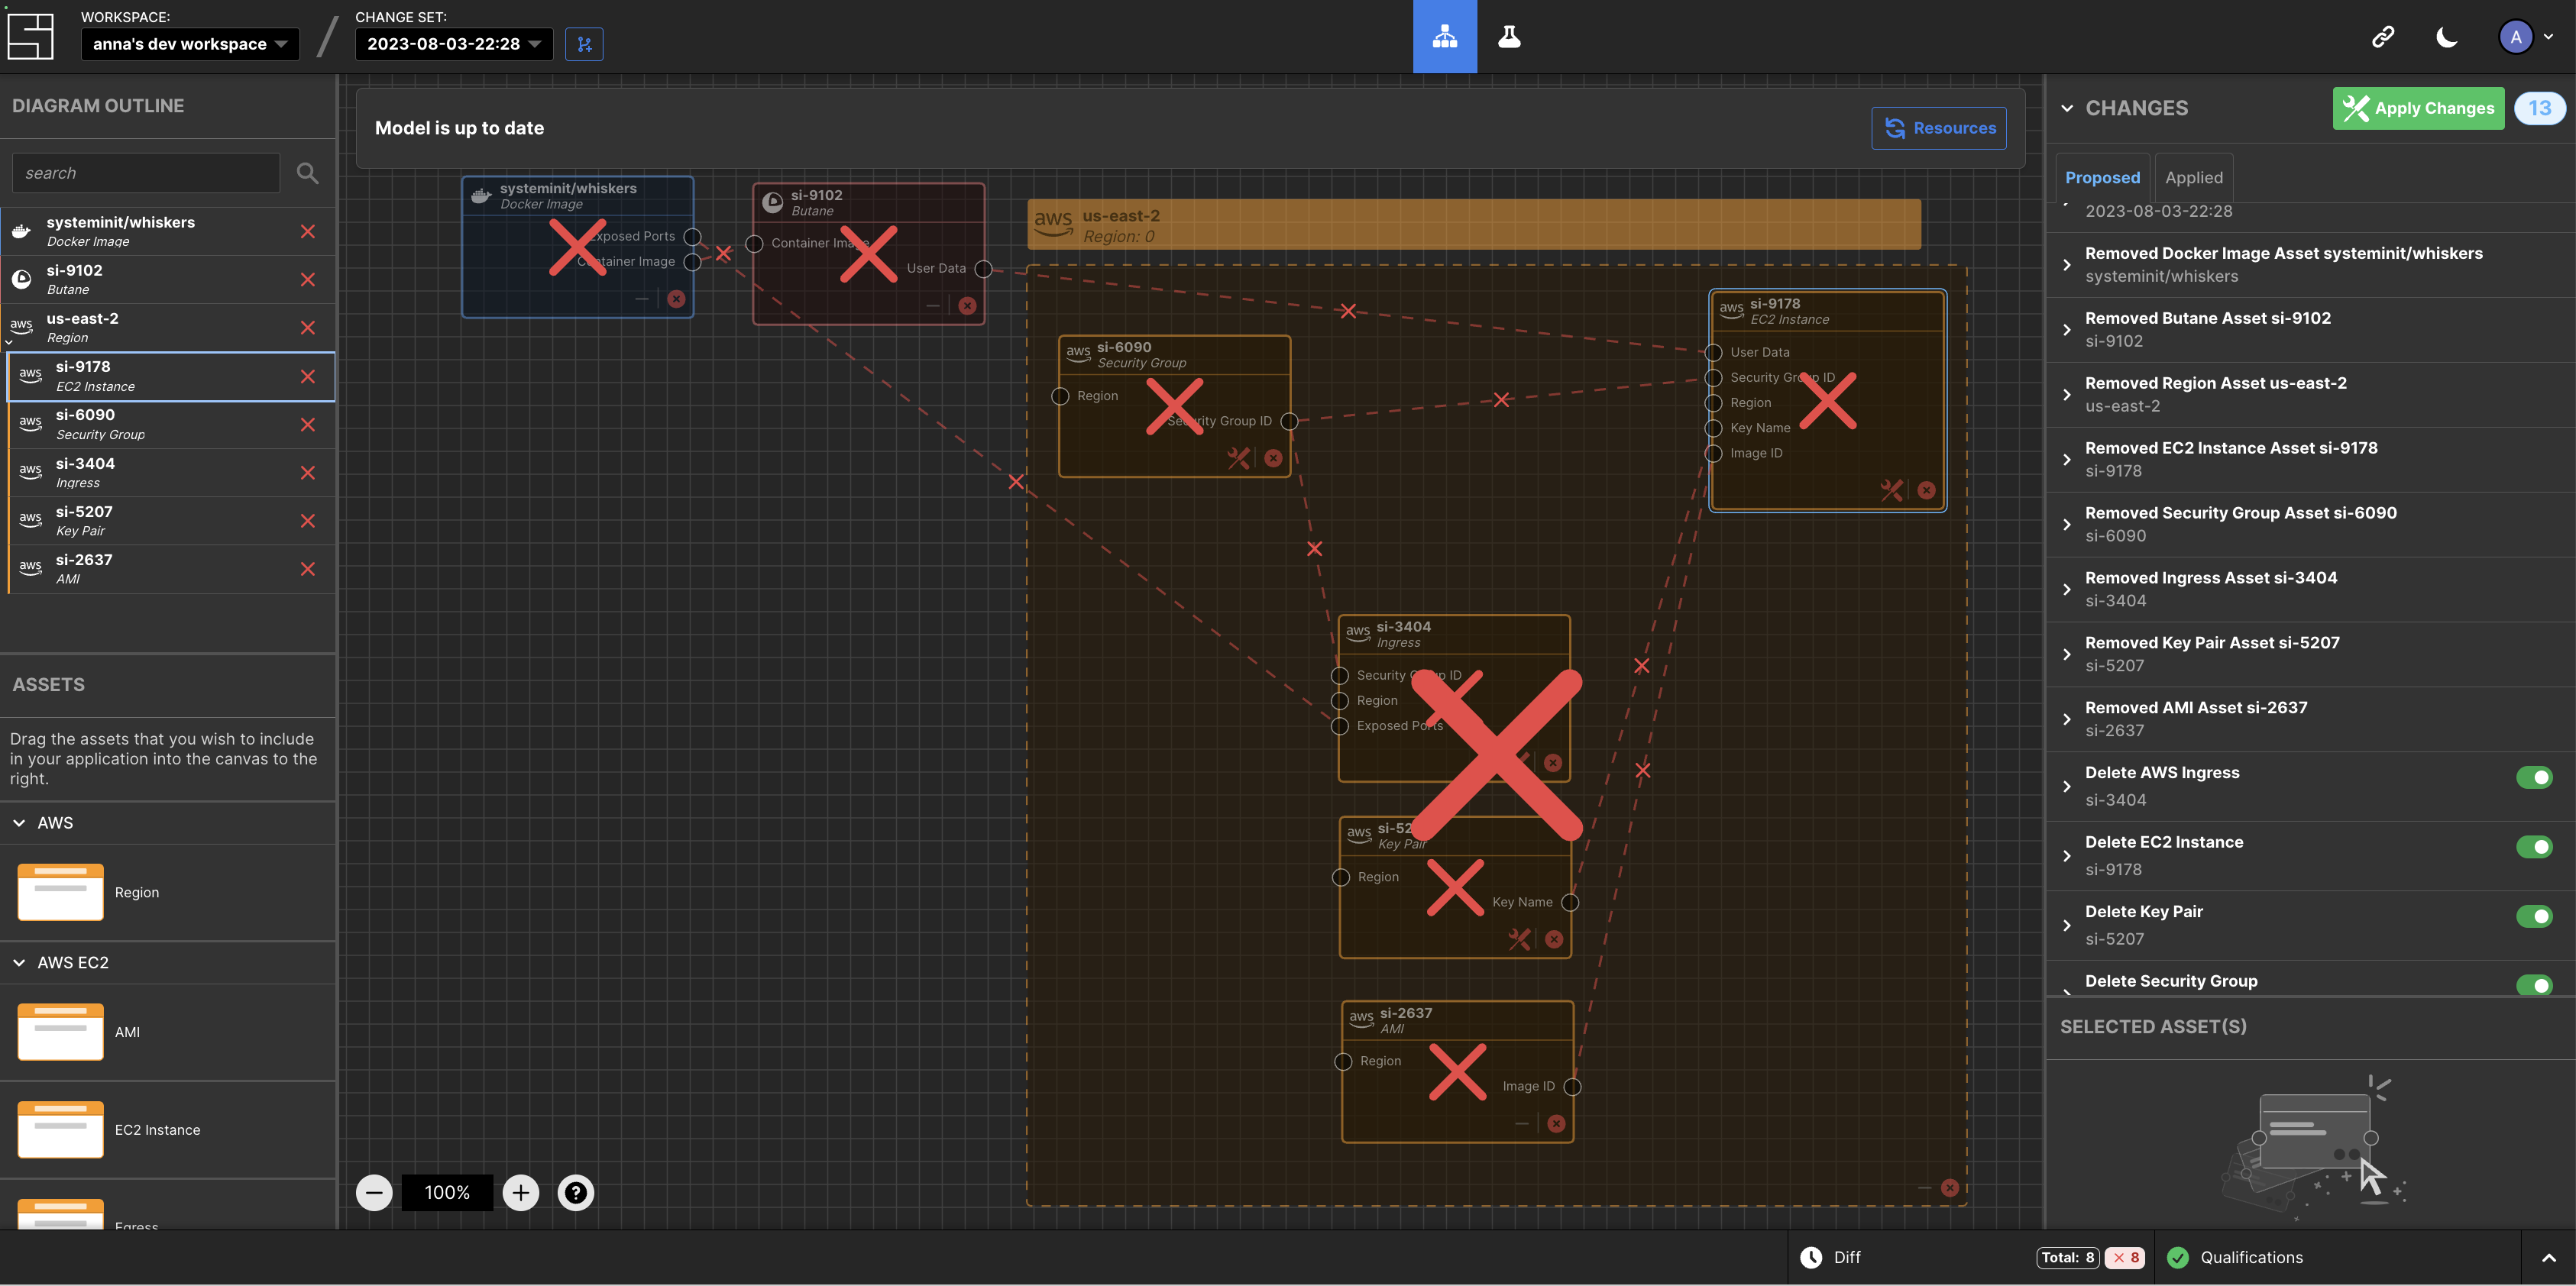 WORKSPACE:
anna's dev workspace
CHANGE SET:
2023-08-03-22:28
A
DIAGRAM OUTLINE
search
systeminit/whiskers
Docker Image
si-9102
Butane
aws
us-east-2
Region
aws
si-9178
EC2 Instance
aws
si-6090
Security Group
aws
si-3404
Ingress
aws
si-5207
Key Pair
aws
si-2637
AMI
ASSETS
Drag the assets that you wish to include
in your application into the canvas to the
right.
AWS
Region
AWS EC2
AMI
EC2 Instance
Egress
Model is up to date
Resources
systeminit/whiskers
Docker Image
Exposed Ports
Container Image
si-9102
Butane
Container Image
User Data
aws
us-east-2
Region: 0
aws
si-6090
Security Group
Region
Security Group ID
aws
si-9178
EC2 Instance
User Data
Security Group ID
Region
Key Name
Image ID
aws
si-3404
Ingress
Security Group ID
Region
Exposed Ports
aws
si-52
Key Pair
Region
Key Name
aws
si-2637
AMI
Region
Image ID
100%
?
CHANGES
Apply Changes
13
Proposed
Applied
2023-08-03-22:28
Removed Docker Image Asset systeminit/whiskers
systeminit/whiskers
Removed Butane Asset si-9102
si-9102
Removed Region Asset us-east-2
us-east-2
Removed EC2 Instance Asset si-9178
si-9178
Removed Security Group Asset si-6090
si-6090
Removed Ingress Asset si-3404
si-3404
Removed Key Pair Asset si-5207
si-5207
Removed AMI Asset si-2637
si-2637
Delete AWS Ingress
si-3404
Delete EC2 Instance
si-9178
Delete Key Pair
si-5207
Delete Security Group
SELECTED ASSET(S)
Diff
Total: 8
8
Qualifications